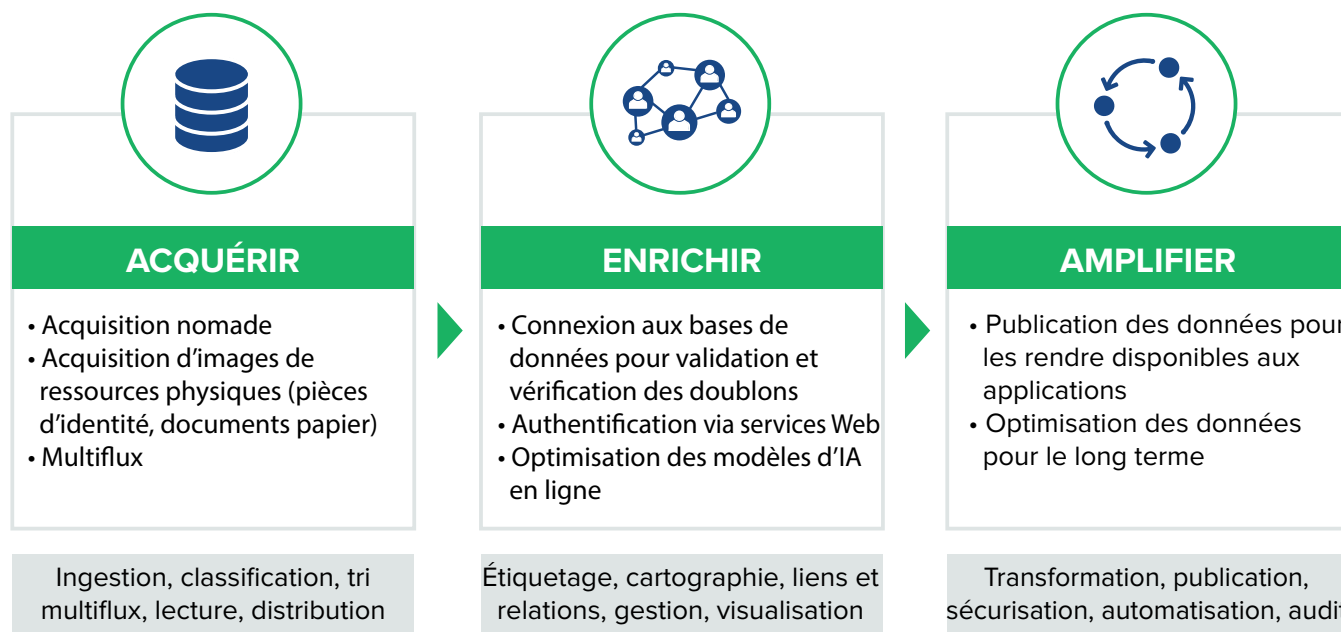 ACQUÉRIR
• Acquisition nomade
• Acquisition d'images de
ressources physiques (pièces
d'identité, documents papier)
• Multiflux
Ingestion, classification, tri
multiflux, lecture, distribution
ENRICHIR
• Connexion aux bases de
données pour validation et
vérification des doublons
• Authentification via services Web
• Optimisation des modèles d'IA
en ligne
Étiquetage, cartographie, liens et
relations, gestion, visualisation
AMPLIFIER
• Publication des données pour
les rendre disponibles aux
applications
• Optimisation des données
pour le long terme
Transformation, publication,
sécurisation, automatisation, audit